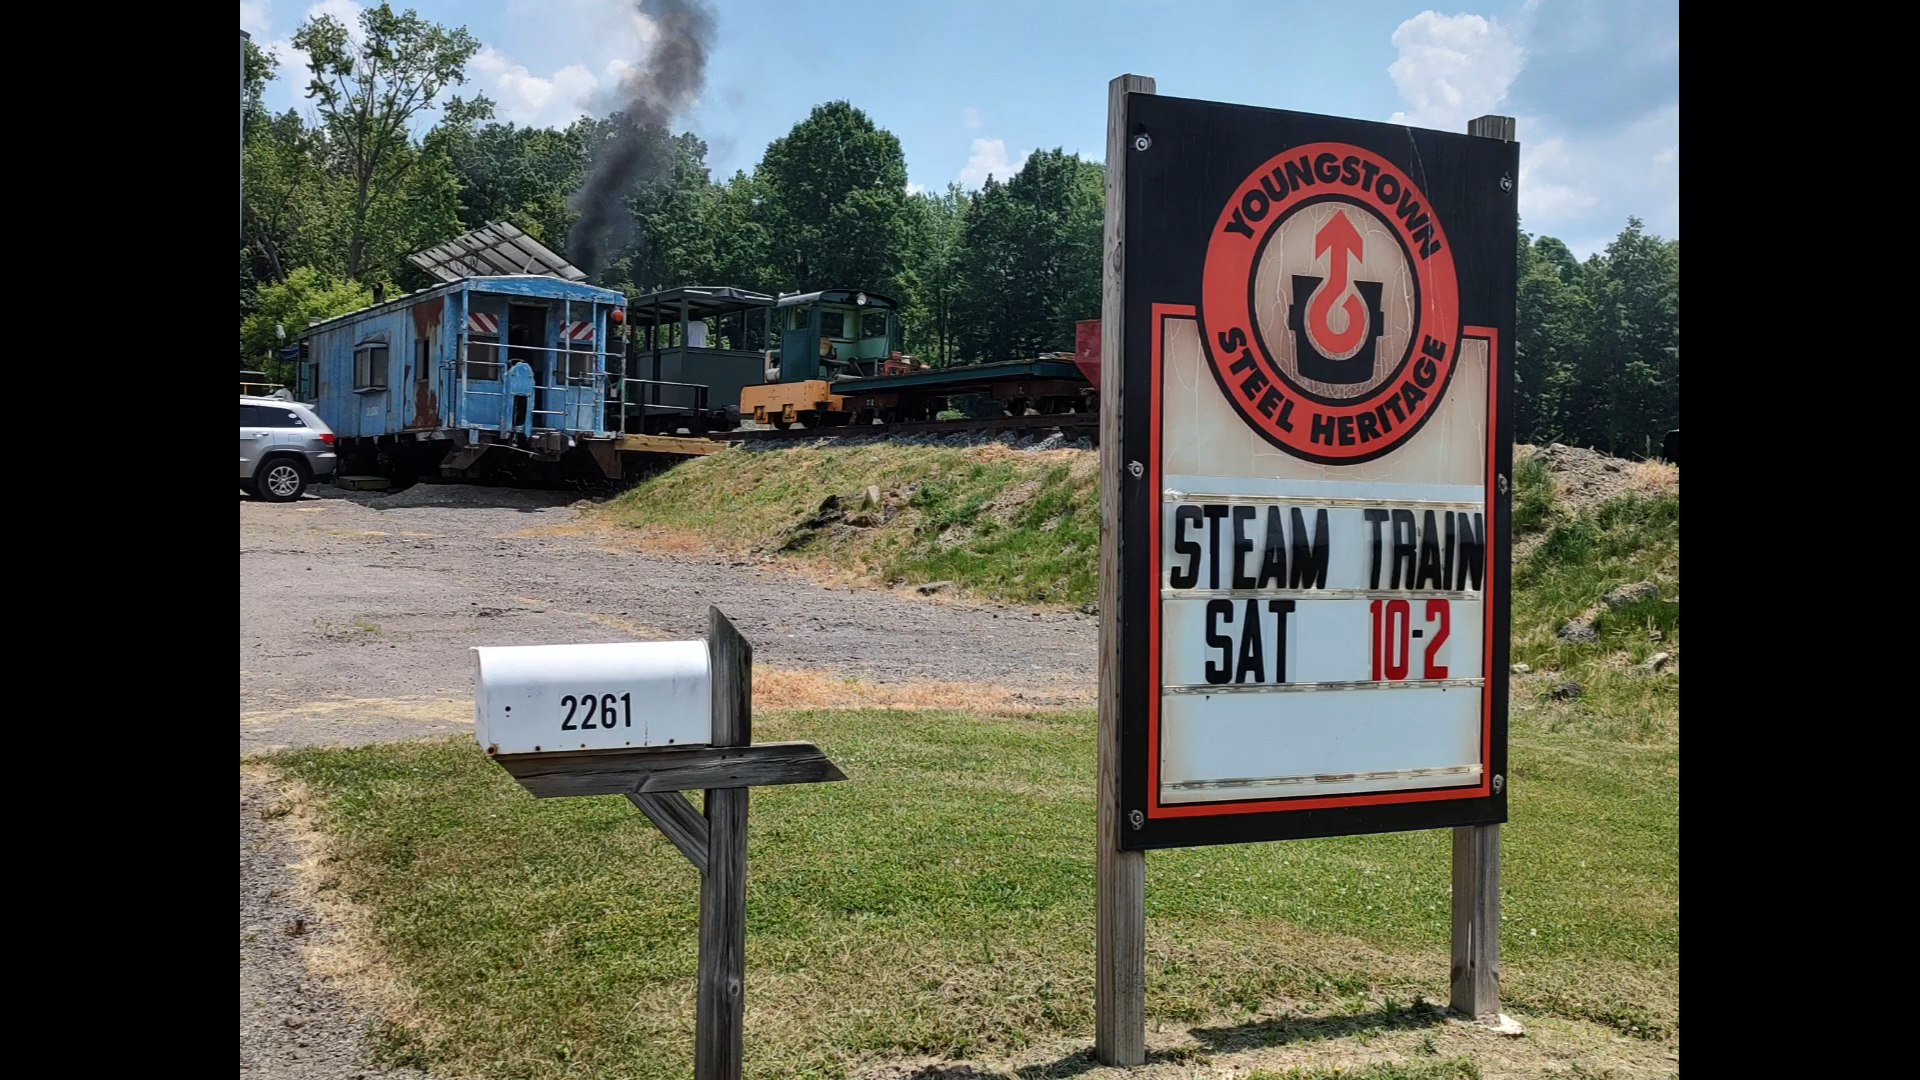 YOUNGSTOWN
STEEL HERITAGE
STEAM TRAIN
SAT 10-2
2261